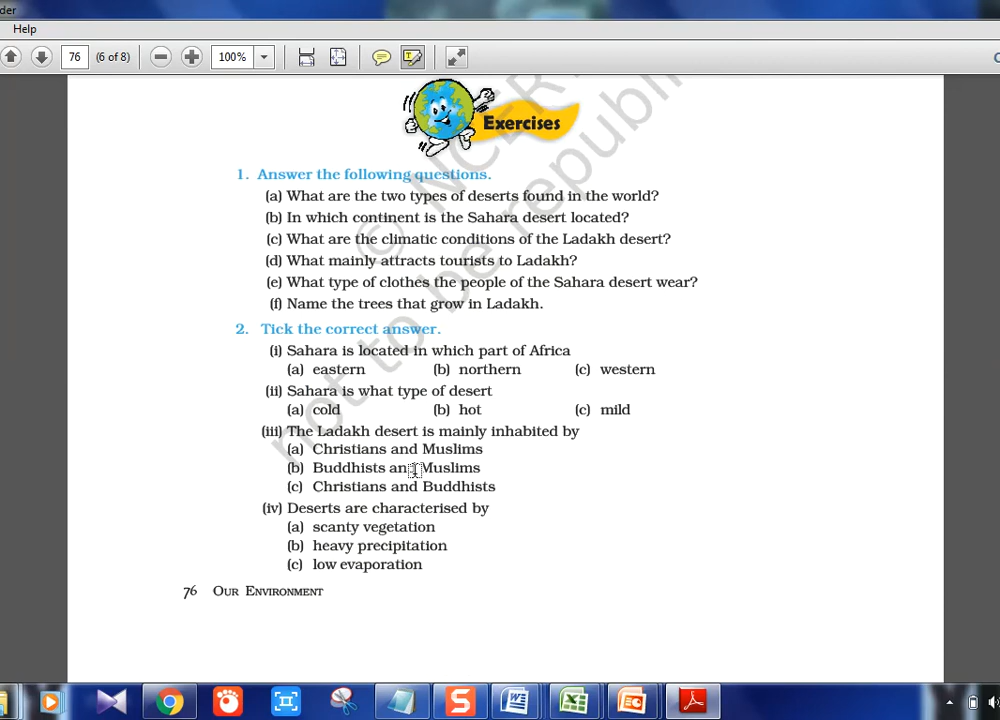 der
Help
76 (6 of 8) 100%
Exercises
1. Answer the following questions.
(a) What are the two types of deserts found in the world?
(b) In which continent is the Sahara desert located?
(c) What are the climatic conditions of the Ladakh desert?
(d) What mainly attracts tourists to Ladakh?
(e) What type of clothes the people of the Sahara desert wear?
(f) Name the trees that grow in Ladakh.
2. Tick the correct answer.
(i) Sahara is located in which part of Africa
(a) eastern (b) northern (c) western
(ii) Sahara is what type of desert
(a) cold (b) hot (c) mild
(iii) The Ladakh desert is mainly inhabited by
(a) Christians and Muslims
(b) Buddhists and Muslims
(c) Christians and Buddhists
(iv) Deserts are characterised by
(a) scanty vegetation
(b) heavy precipitation
(c) low evaporation
76 OUR ENVIRONMENT
© NCER
not to be republi